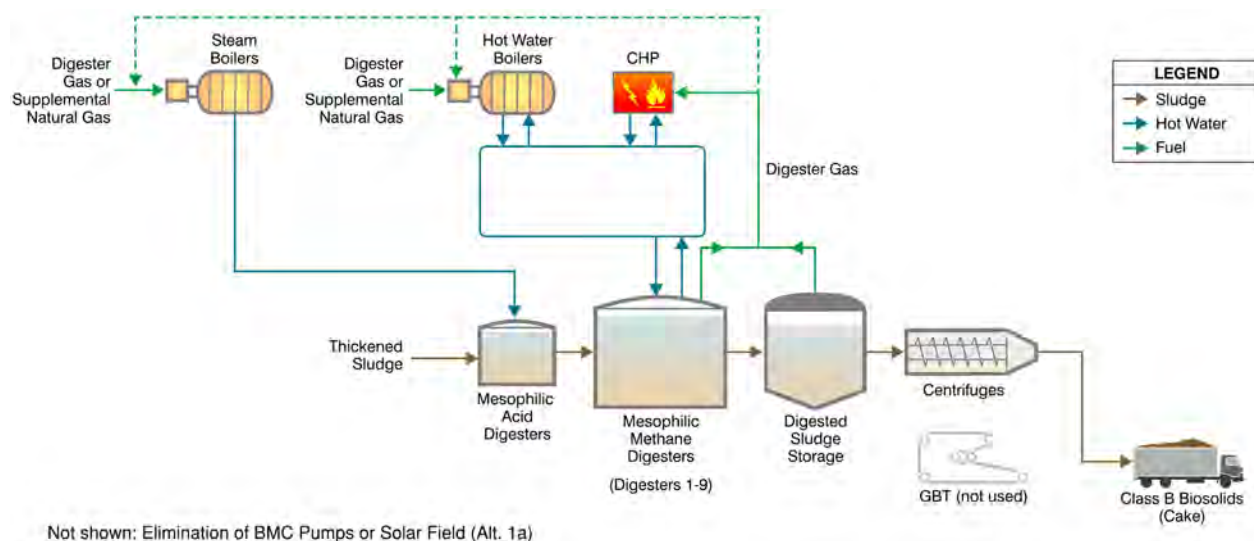 Steam
Boilers
Hot Water
Boilers
CHP
Digester
Gas or
Supplemental
Natural Gas
Digester
Gas or
Supplemental
Natural Gas
LEGEND
Sludge
Hot Water
Fuel
Digester Gas
Thickened
Sludge
Mesophilic
Acid
Digesters
Mesophilic
Methane
Digesters
(Digesters 1-9)
Digested
Sludge
Storage
Centrifuges
GBT (not used)
Class B Biosolids
(Cake)
Not shown: Elimination of BMC Pumps or Solar Field (Alt. 1a)